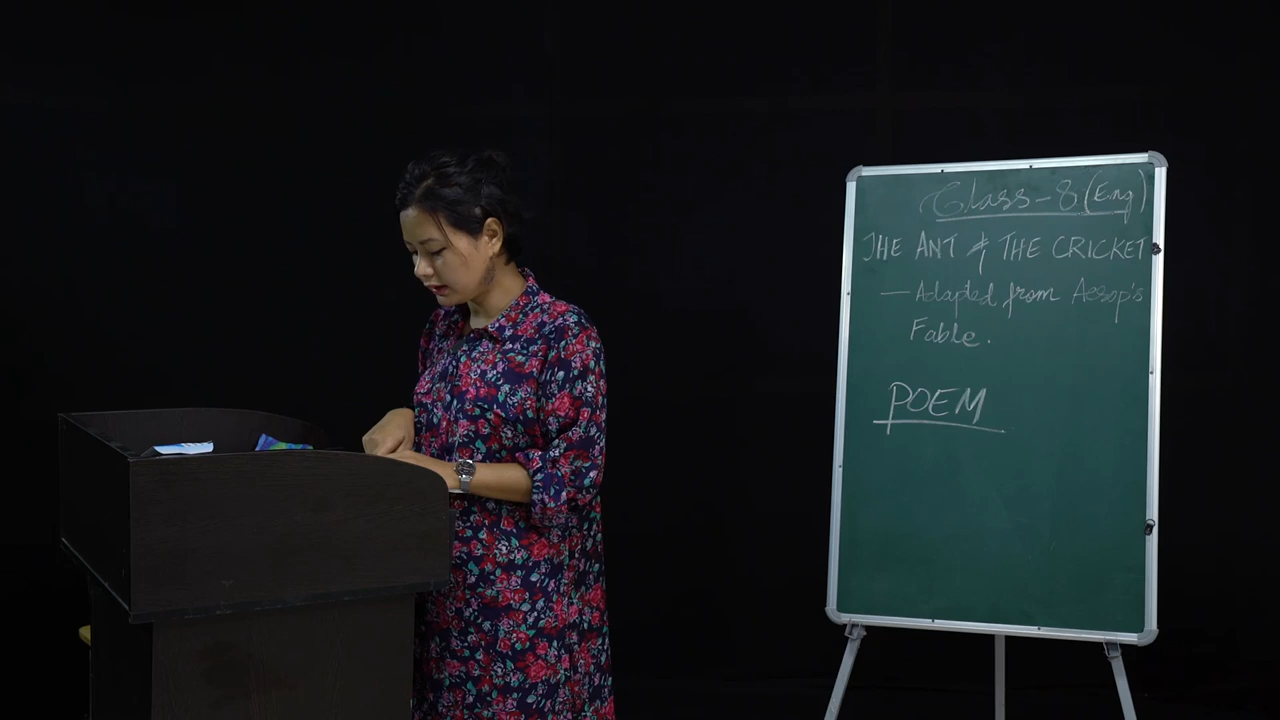 Class - 8 (Eng)
THE ANT & THE CRICKET
— Adapted from Aesop's
Fable.
POEM